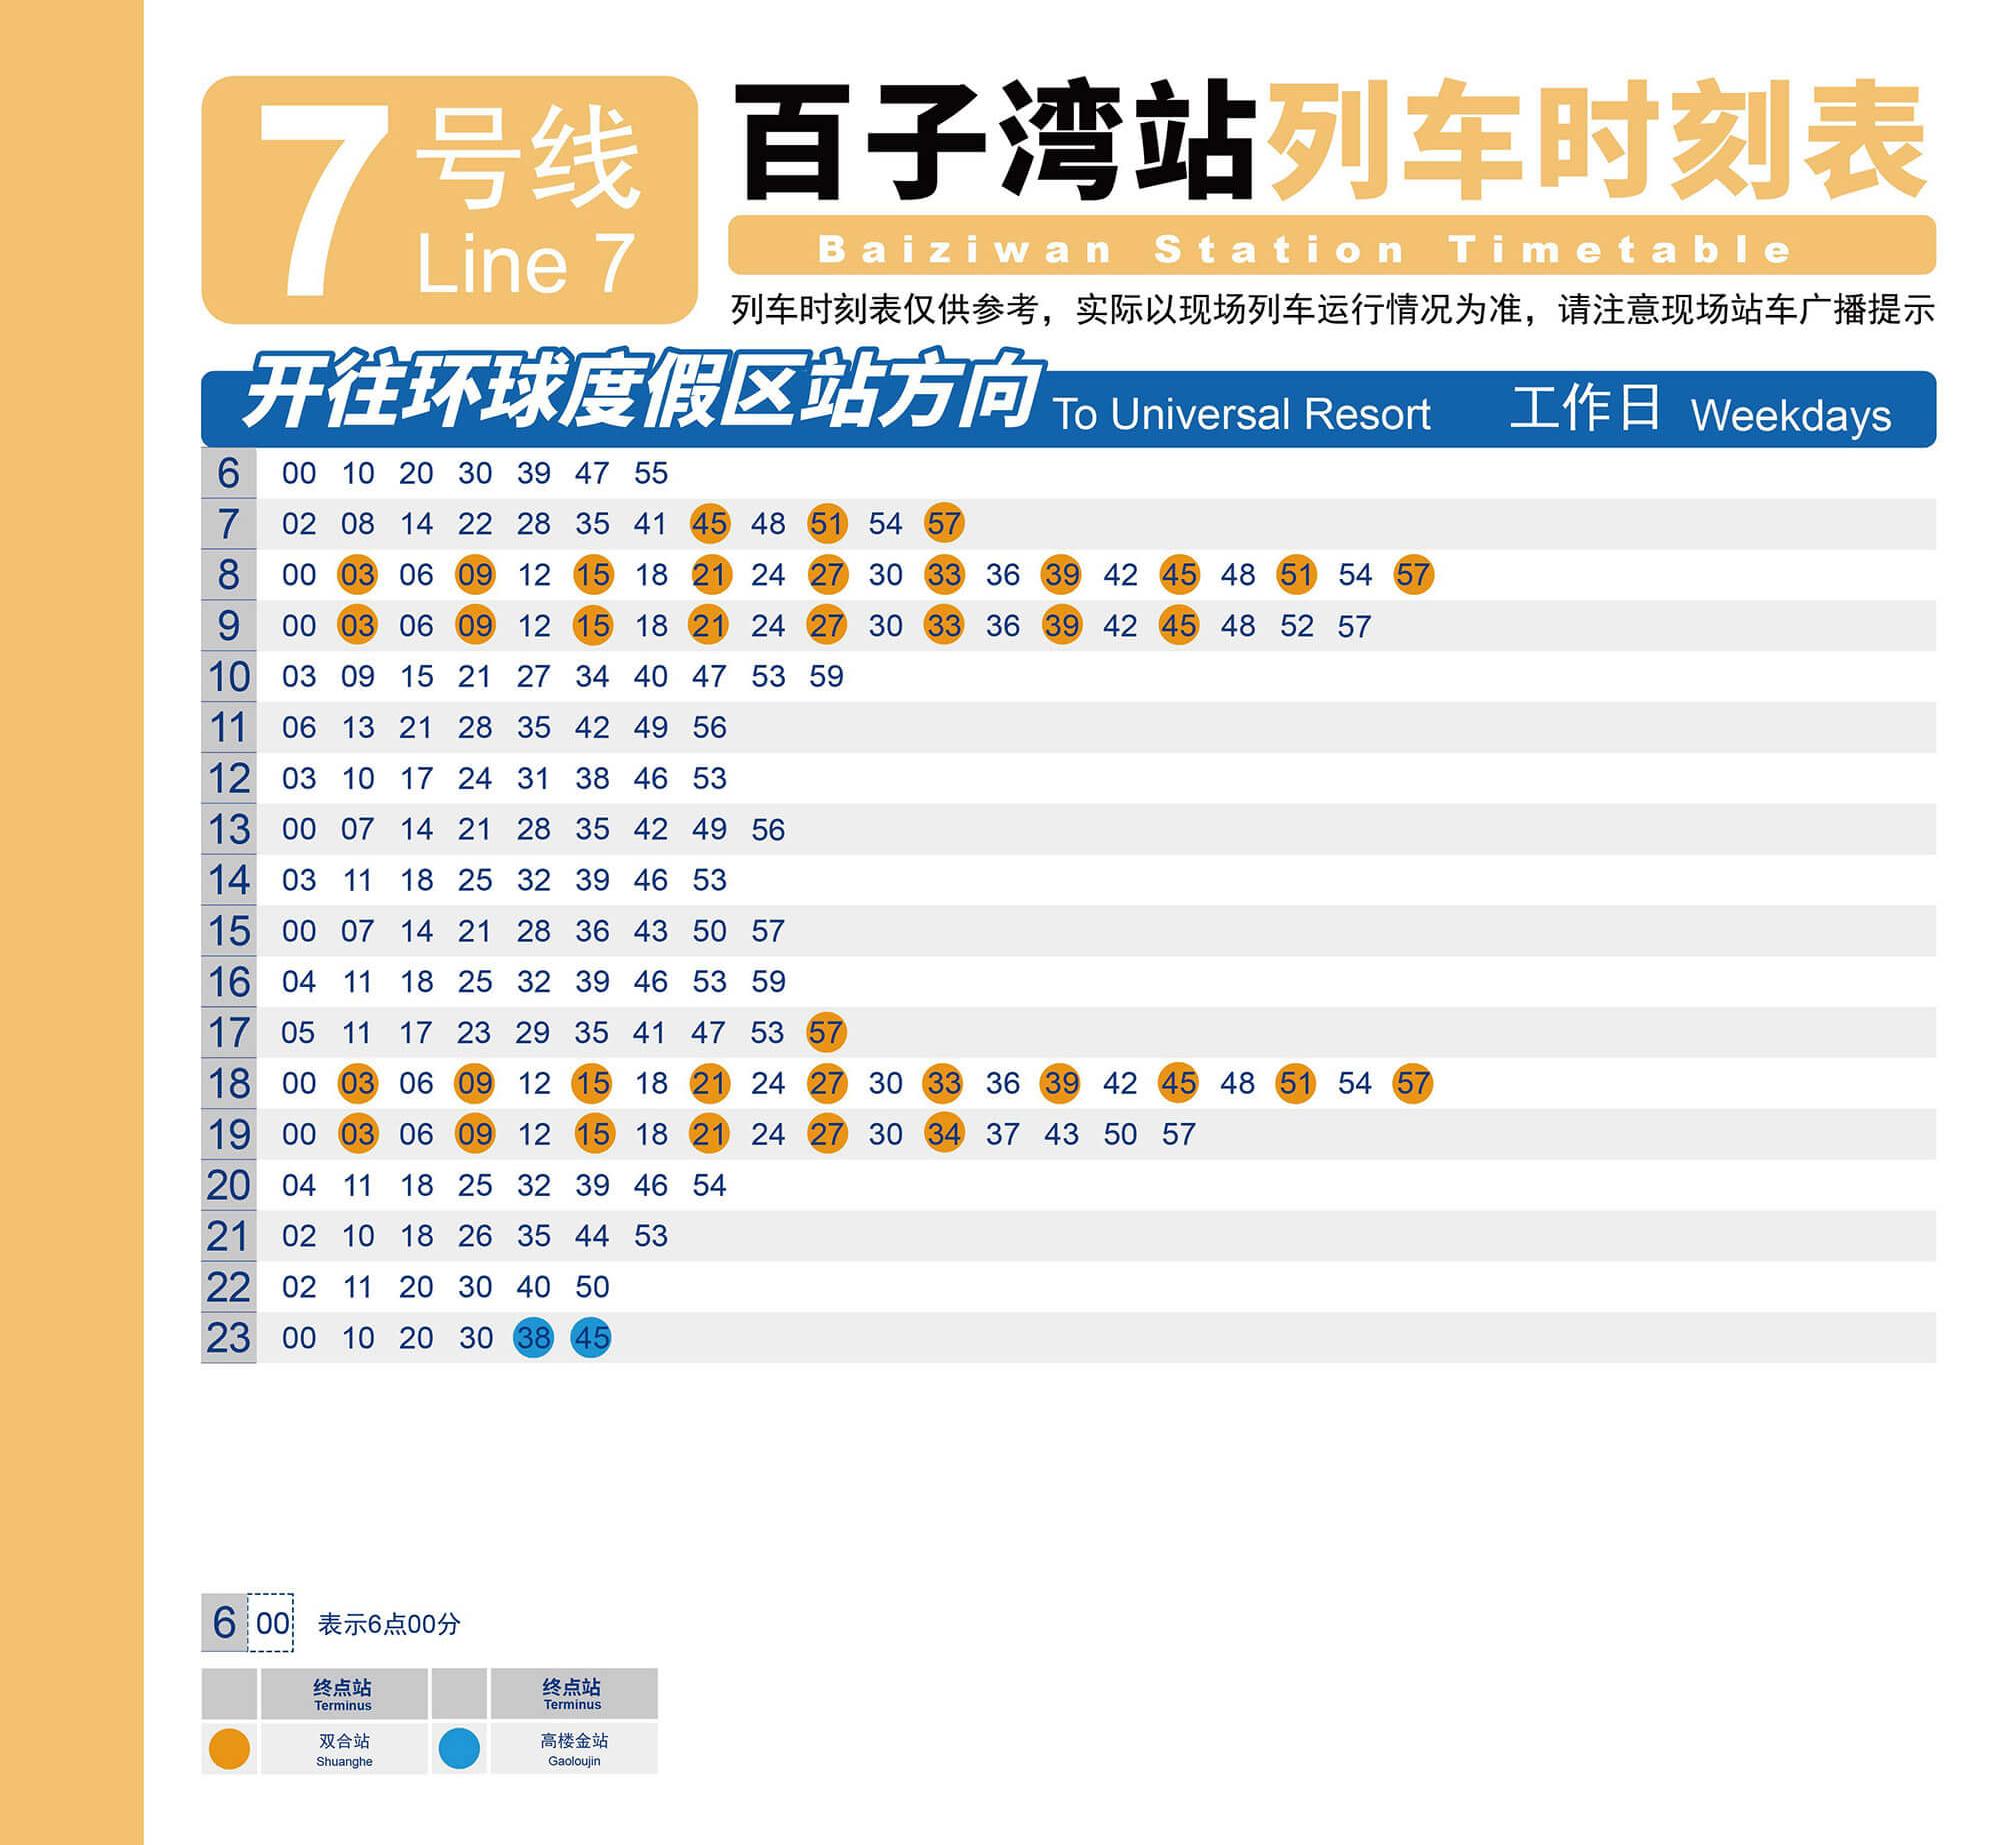 7号线
Line 7
百子湾站列车时刻表
Baiziwan Station Timetable
列车时刻表仅供参考，实际以现场列车运行情况为准，请注意现场站车广播提示
开往环球度假区站方向 To Universal Resort 工作日 Weekdays
6 00 10 20 30 39 47 55
7 02 08 14 22 28 35 41 45 48 51 54 57
8 00 03 06 09 12 15 18 21 24 27 30 33 36 39 42 45 48 51 54 57
9 00 03 06 09 12 15 18 21 24 27 30 33 36 39 42 45 48 52 57
10 03 09 15 21 27 34 40 47 53 59
11 06 13 21 28 35 42 49 56
12 03 10 17 24 31 38 46 53
13 00 07 14 21 28 35 42 49 56
14 03 11 18 25 32 39 46 53
15 00 07 14 21 28 36 43 50 57
16 04 11 18 25 32 39 46 53 59
17 05 11 17 23 29 35 41 47 53 57
18 00 03 06 09 12 15 18 21 24 27 30 33 36 39 42 45 48 51 54 57
19 00 03 06 09 12 15 18 21 24 27 30 34 37 43 50 57
20 04 11 18 25 32 39 46 54
21 02 10 18 26 35 44 53
22 02 11 20 30 40 50
23 00 10 20 30 38 45
6 00 表示6点00分
终点站 终点站
Terminus Terminus
双合站 高楼金站
Shuanghe Gaoloujin